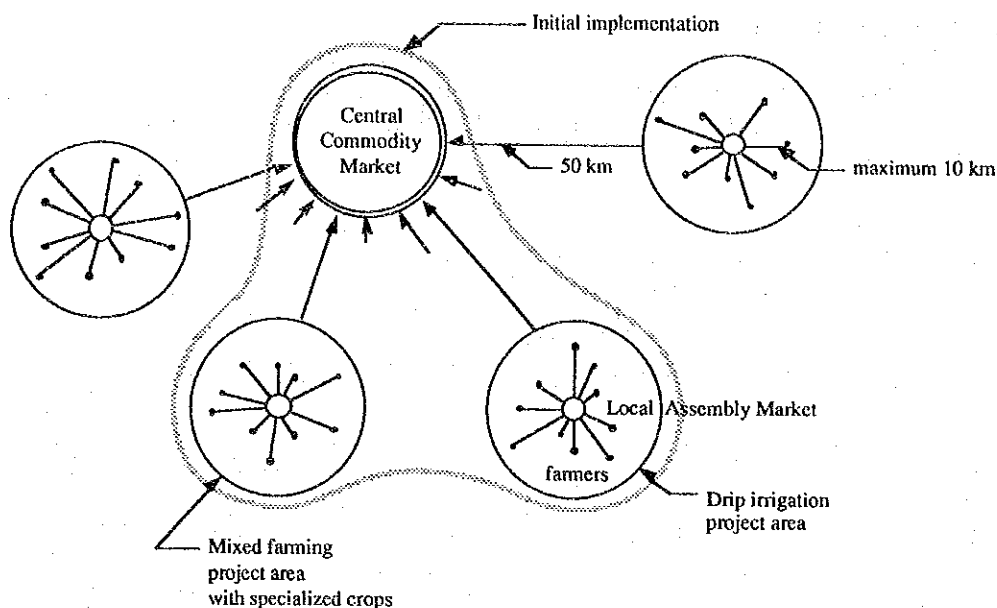 Initial implementation
Central
Commodity
Market
50 km
maximum 10 km
Local Assembly Market
farmers
Drip irrigation
project area
Mixed farming
project area
with specialized crops